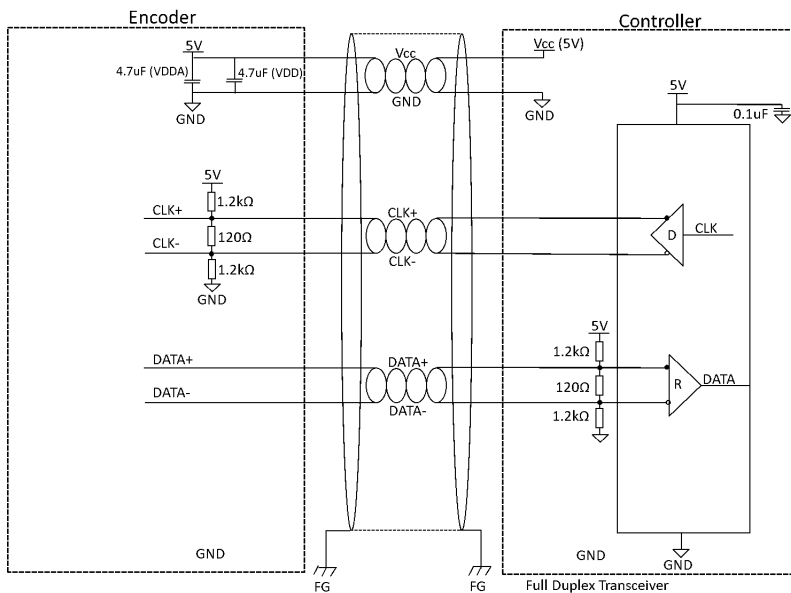 Encoder
Controller
5V
4.7uF (VDDA)
4.7uF (VDD)
GND
Vcc
GND
Vcc (5V)
GND
5V
0.1uF
5V
1.2kΩ
CLK+
120Ω
CLK-
1.2kΩ
GND
CLK+
CLK-
D
CLK
DATA+
DATA-
DATA+
DATA-
5V
1.2kΩ
120Ω
1.2kΩ
R
DATA
GND
FG
FG
GND
GND
Full Duplex Transceiver